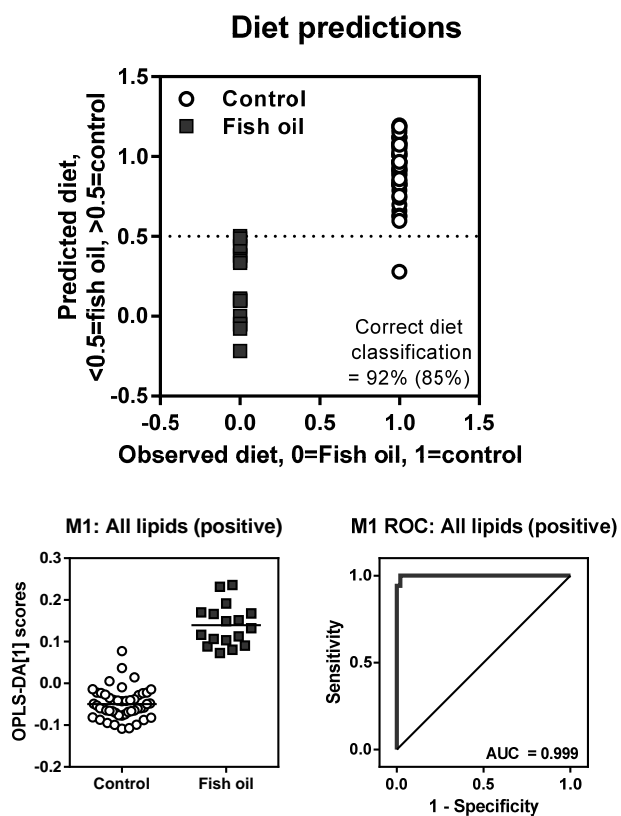 Diet predictions
Predicted diet,
<0.5=fish oil, >0.5=control
1.5
1.0
0.5
0.0
-0.5
Control
Fish oil
Correct diet
classification
= 92% (85%)
-0.5 0.0 0.5 1.0 1.5
Observed diet, 0=Fish oil, 1=control
M1: All lipids (positive)
OPLS-DA[1] scores
0.3
0.2
0.1
0.0
-0.1
-0.2
Control Fish oil
M1 ROC: All lipids (positive)
Sensitivity
1.0
0.5
0.0
AUC = 0.999
0.0 0.5 1.0
1 - Specificity